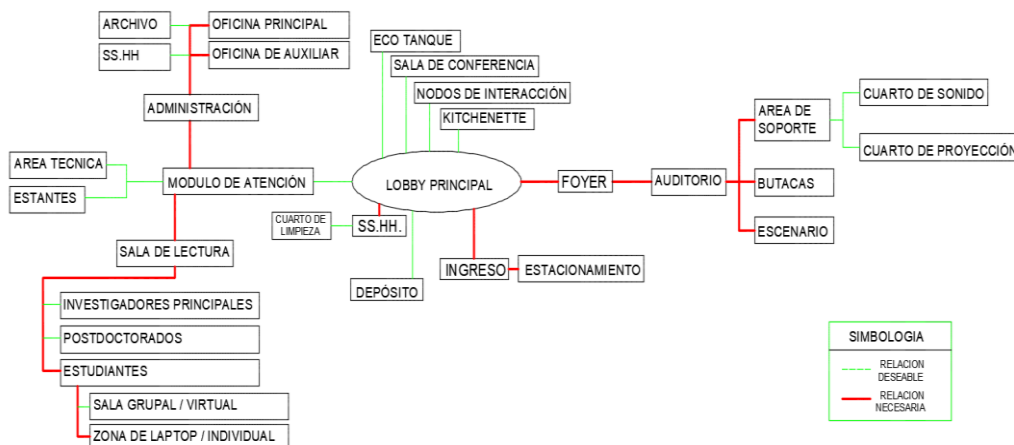 ARCHIVO
OFICINA PRINCIPAL
SS.HH
OFICINA DE AUXILIAR
ADMINISTRACIÓN
AREA TECNICA
ESTANTES
MODULO DE ATENCIÓN
SALA DE LECTURA
INVESTIGADORES PRINCIPALES
POSTDOCTORADOS
ESTUDIANTES
SALA GRUPAL / VIRTUAL
ZONA DE LAPTOP / INDIVIDUAL
ECO TANQUE
SALA DE CONFERENCIA
NODOS DE INTERACCIÓN
KITCHENETTE
LOBBY PRINCIPAL
CUARTO DE
LIMPIEZA
SS.HH.
DEPÓSITO
INGRESO
ESTACIONAMIENTO
FOYER
AUDITORIO
AREA DE
SOPORTE
BUTACAS
ESCENARIO
CUARTO DE SONIDO
CUARTO DE PROYECCIÓN
SIMBOLOGIA
RELACION
DESEABLE
RELACION
NECESARIA